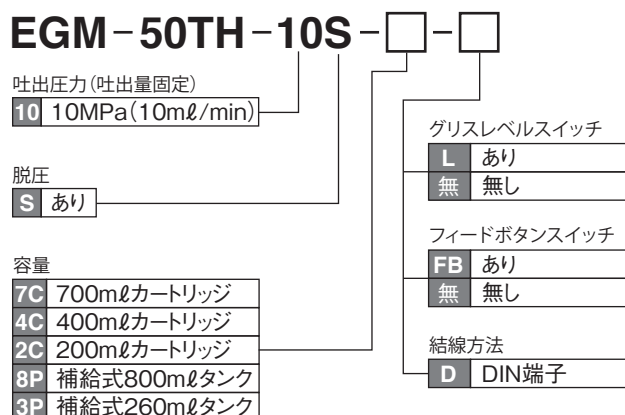 EGM-50TH-10S-□-□
吐出圧力(吐出量固定)
10 10MPa(10mℓ/min)
脱圧
S あり
容量
7C 700mℓカートリッジ
4C 400mℓカートリッジ
2C 200mℓカートリッジ
8P 補給式800mℓタンク
3P 補給式260mℓタンク
グリスレベルスイッチ
L あり
無 無し
フィードボタンスイッチ
FB あり
無 無し
結線方法
D DIN端子